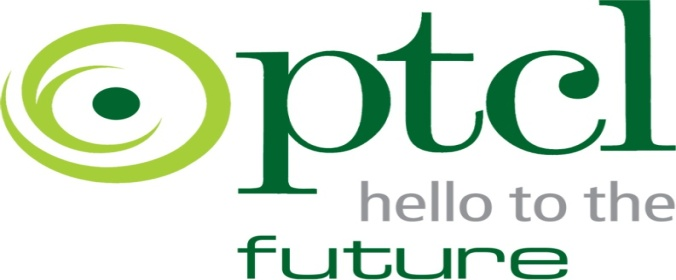 ptcl
hello to the
future